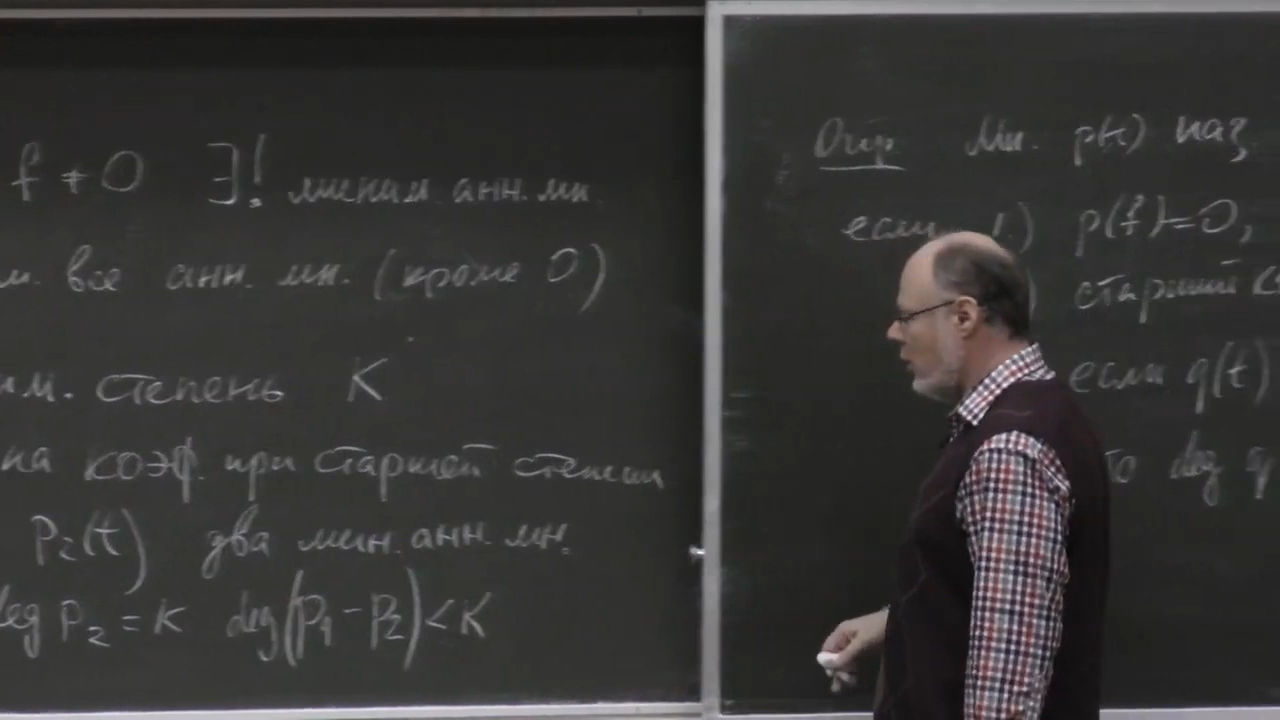 f ≠ 0 ∃! миним. анн. мн.
м. все анн. мн. (кроме 0)
им. степень K
на коэф. при старшей степени
P₂(t) два мин. анн. мн.
deg P₂ = K deg(P₁ - P₂) < K
Опр. Мн. p(t) наз
если 1.) p(f)=0,
) старший
если q(t)
то deg q